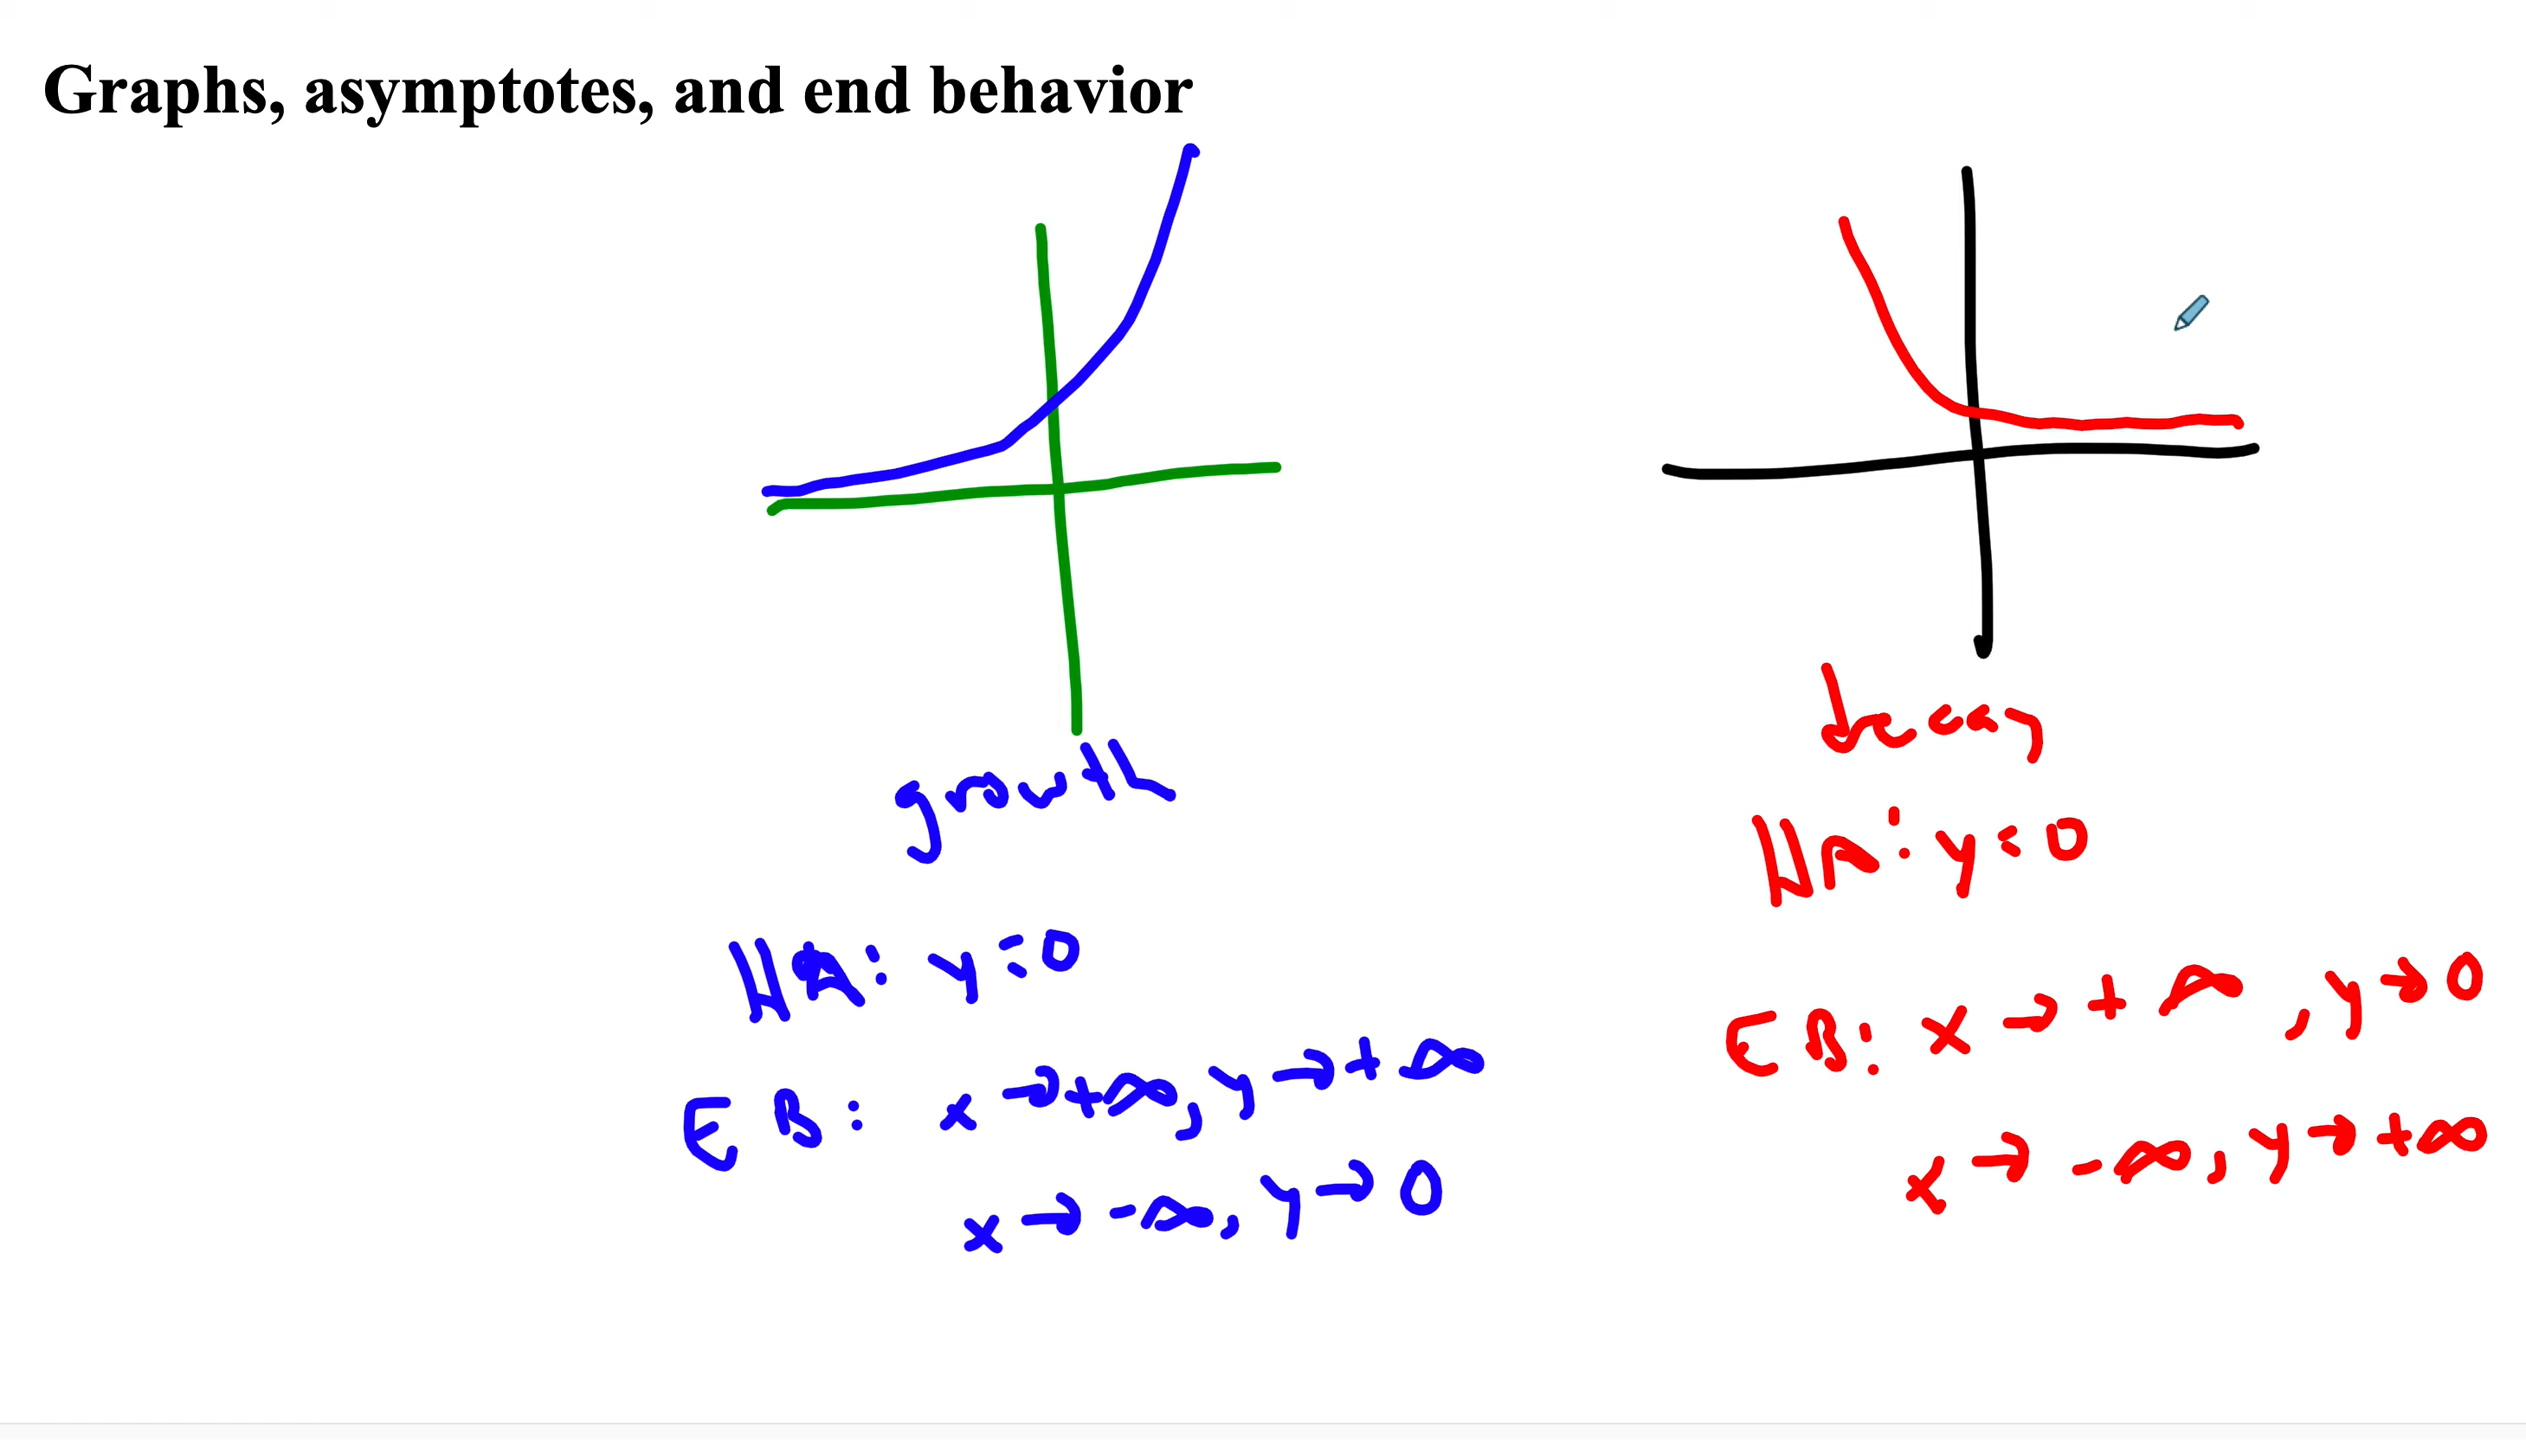 Graphs, asymptotes, and end behavior
growth
HA: y=0
EB: x→+∞, y→+∞
x→-∞, y→0
decay
HA: y=0
EB: x→+∞, y→0
x→-∞, y→+∞